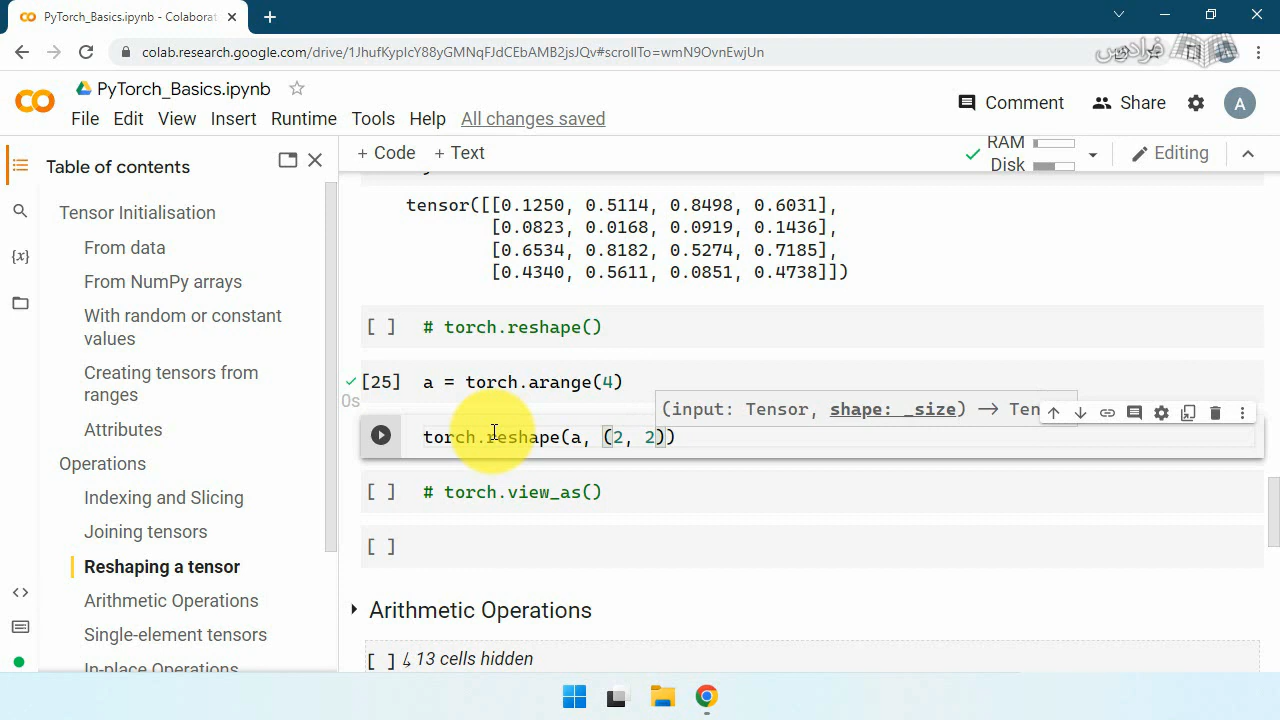 PyTorch_Basics.ipynb - Colaborat
colab.research.google.com/drive/1JhufKyplcY88yGMNqFJdCEbAMB2jsJQv#scrollTo=wmN9OvnEwjUn
فرادرس
PyTorch_Basics.ipynb
File Edit View Insert Runtime Tools Help All changes saved
Comment Share A
Table of contents
+ Code + Text
RAM
Disk
Editing
Tensor Initialisation
From data
From NumPy arrays
With random or constant
values
Creating tensors from
ranges
Attributes
Operations
Indexing and Slicing
Joining tensors
Reshaping a tensor
Arithmetic Operations
Single-element tensors
In-place Operations
{x}
tensor([[0.1250, 0.5114, 0.8498, 0.6031],
[0.0823, 0.0168, 0.0919, 0.1436],
[0.6534, 0.8182, 0.5274, 0.7185],
[0.4340, 0.5611, 0.0851, 0.4738]])
[ ] # torch.reshape()
[25] a = torch.arange(4)
0s
(input: Tensor, shape: _size) -> Ten
torch.reshape(a, (2, 2))
[ ] # torch.view_as()
[ ]
Arithmetic Operations
[ ] ↳ 13 cells hidden